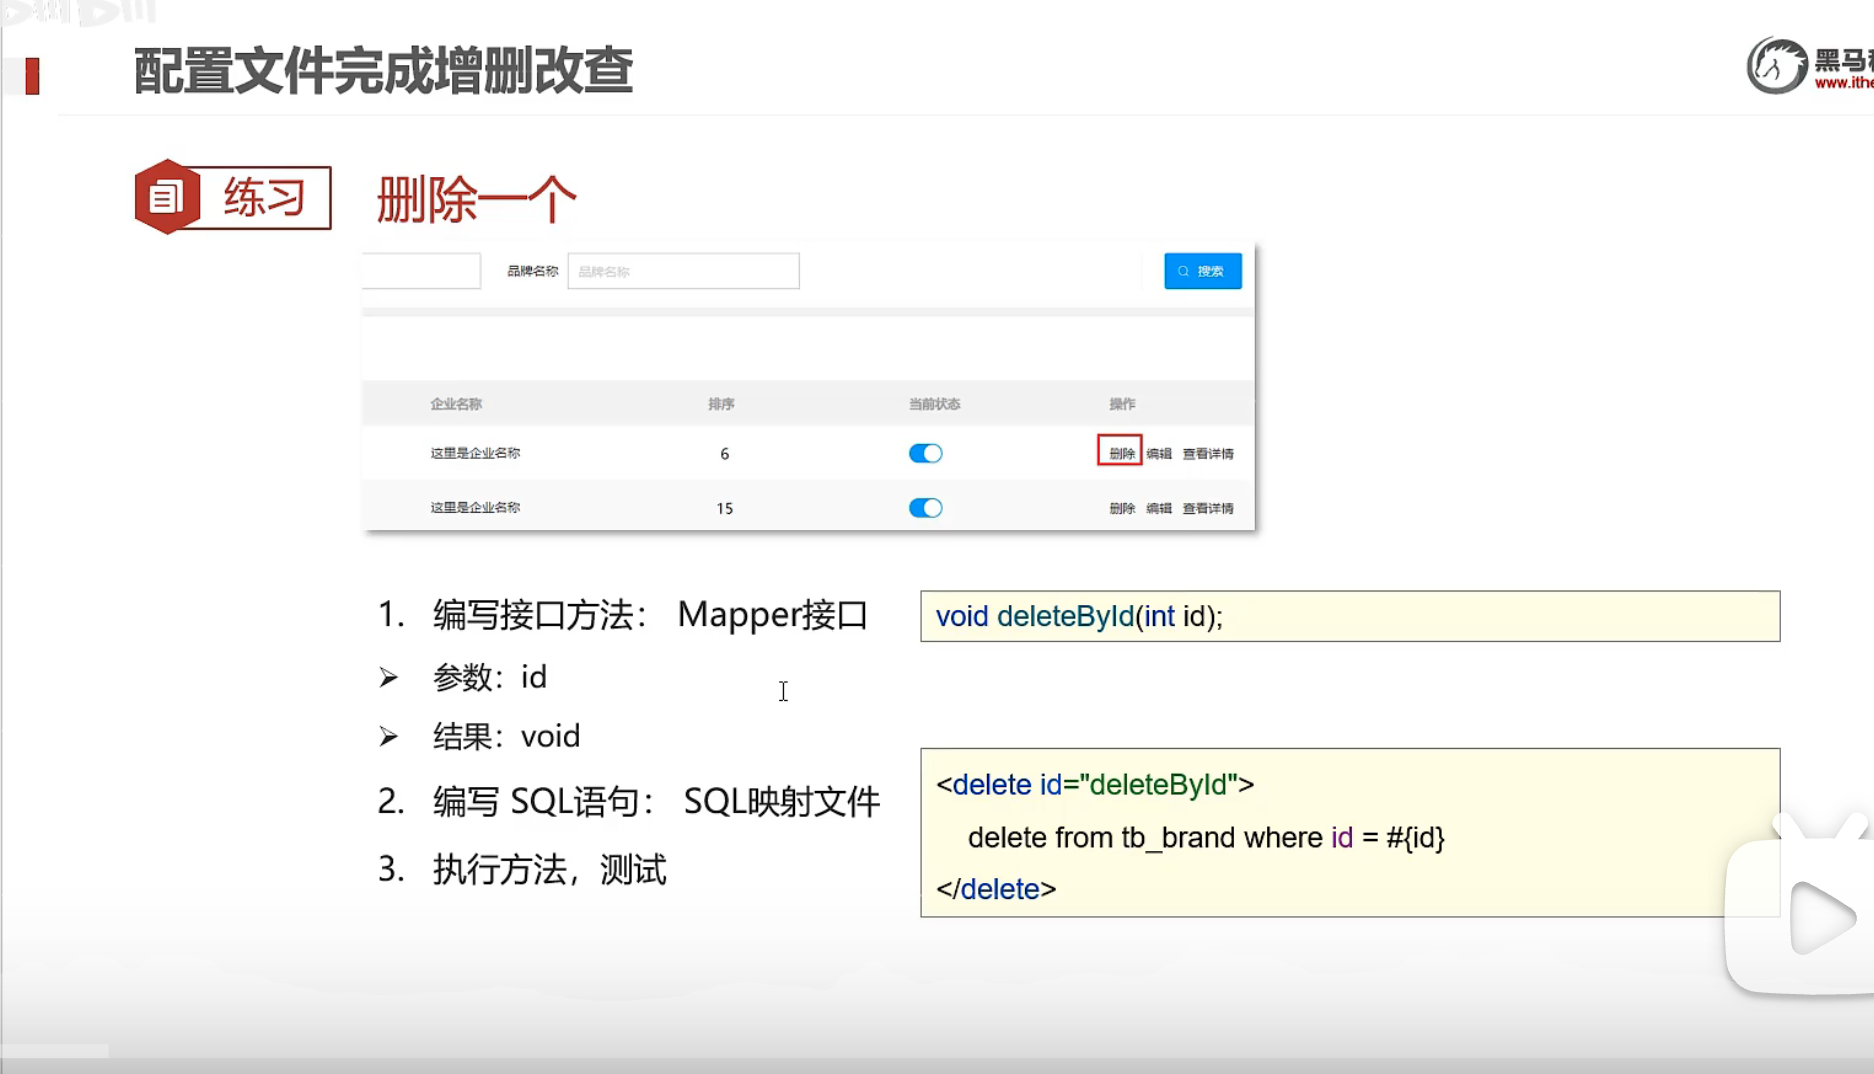 配置文件完成增删改查
黑马
www.ithe
练习
删除一个
品牌名称 品牌名称 搜索
企业名称 排序 当前状态 操作
这里是企业名称 6 删除 编辑 查看详情
这里是企业名称 15 删除 编辑 查看详情
1. 编写接口方法： Mapper接口
void deleteById(int id);
➢ 参数：id
➢ 结果：void
2. 编写 SQL语句： SQL映射文件
3. 执行方法，测试
<delete id="deleteById">
delete from tb_brand where id = #{id}
</delete>